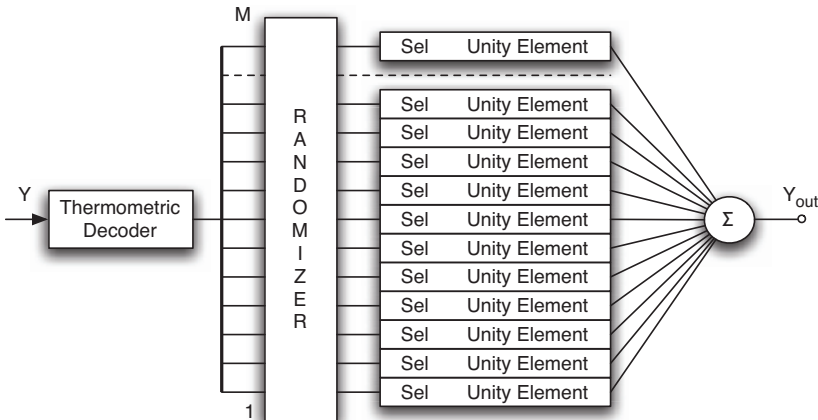 M
Sel Unity Element
Sel Unity Element
Sel Unity Element
Sel Unity Element
Sel Unity Element
Sel Unity Element
Sel Unity Element
Sel Unity Element
Sel Unity Element
Sel Unity Element
Sel Unity Element
Sel Unity Element
R
A
N
D
O
M
I
Z
E
R
Y
Thermometric
Decoder
Σ
Yout
1